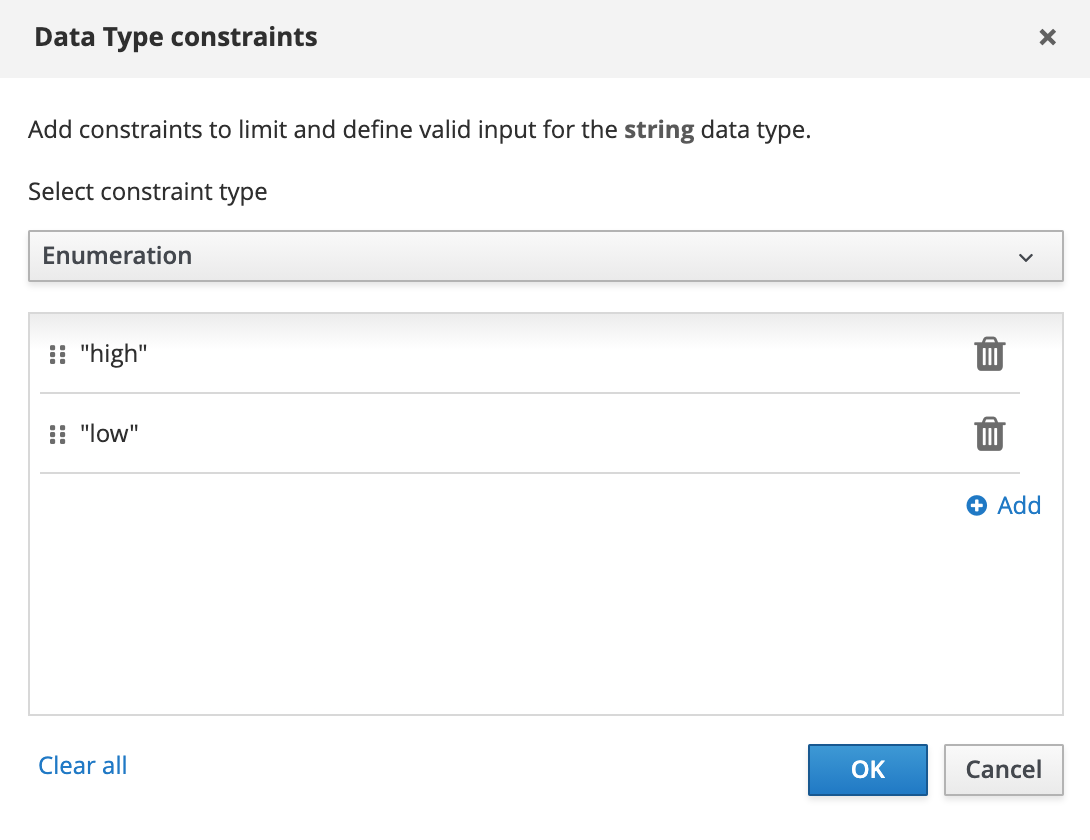 Data Type constraints
Add constraints to limit and define valid input for the string data type.
Select constraint type
Enumeration
"high"
"low"
Add
Clear all
OK
Cancel